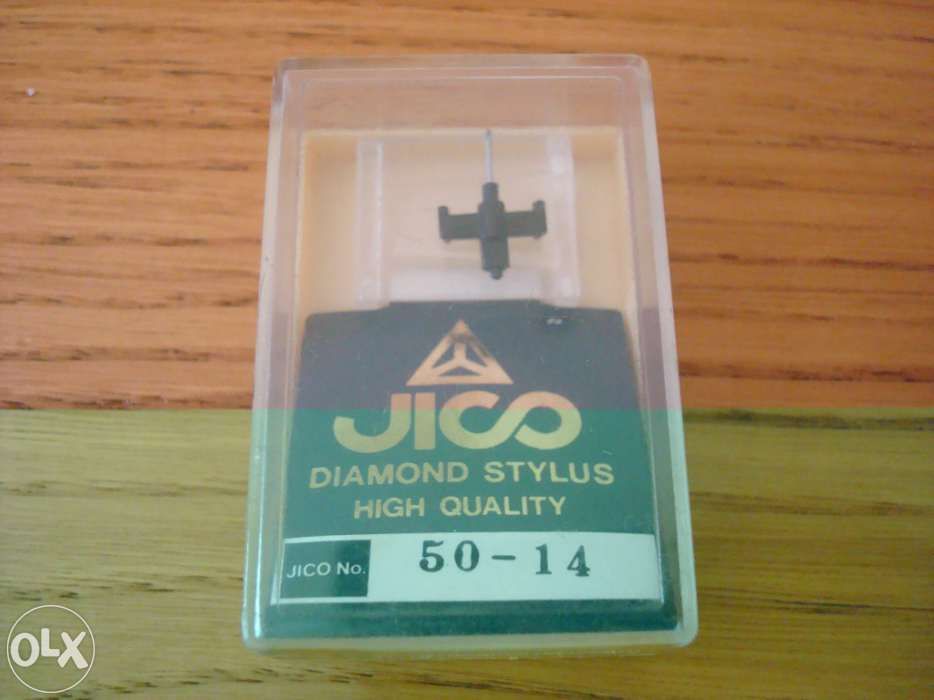 JICO
DIAMOND STYLUS
HIGH QUALITY
JICO No. 50-14
OLX